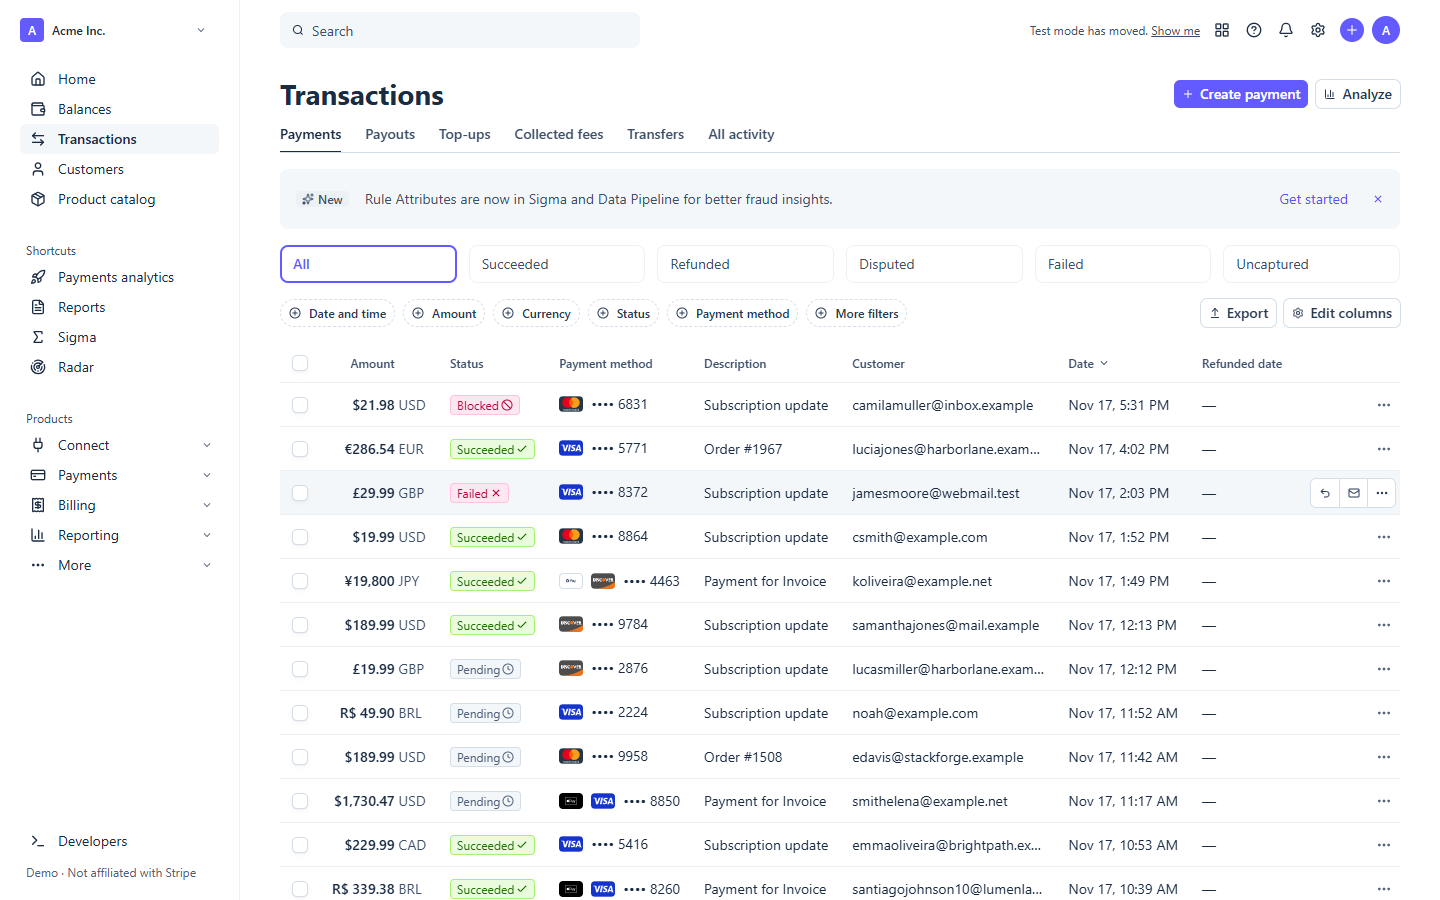 A Acme Inc.
Search
Test mode has moved. Show me
A
Home
Balances
Transactions
Customers
Product catalog
Shortcuts
Payments analytics
Reports
Sigma
Radar
Products
Connect
Payments
Billing
Reporting
More
Developers
Demo · Not affiliated with Stripe
Transactions
Create payment
Analyze
Payments Payouts Top-ups Collected fees Transfers All activity
New Rule Attributes are now in Sigma and Data Pipeline for better fraud insights. Get started
All Succeeded Refunded Disputed Failed Uncaptured
Date and time Amount Currency Status Payment method More filters Export Edit columns
Amount Status Payment method Description Customer Date Refunded date
$21.98 USD Blocked •••• 6831 Subscription update camilamuller@inbox.example Nov 17, 5:31 PM —
€286.54 EUR Succeeded VISA •••• 5771 Order #1967 luciajones@harborlane.exam... Nov 17, 4:02 PM —
£29.99 GBP Failed VISA •••• 8372 Subscription update jamesmoore@webmail.test Nov 17, 2:03 PM —
$19.99 USD Succeeded •••• 8864 Subscription update csmith@example.com Nov 17, 1:52 PM —
¥19,800 JPY Succeeded G Pay DISCOVER •••• 4463 Payment for Invoice koliveira@example.net Nov 17, 1:49 PM —
$189.99 USD Succeeded DISCOVER •••• 9784 Subscription update samanthajones@mail.example Nov 17, 12:13 PM —
£19.99 GBP Pending DISCOVER •••• 2876 Subscription update lucasmiller@harborlane.exam... Nov 17, 12:12 PM —
R$ 49.90 BRL Pending VISA •••• 2224 Subscription update noah@example.com Nov 17, 11:52 AM —
$189.99 USD Pending •••• 9958 Order #1508 edavis@stackforge.example Nov 17, 11:42 AM —
$1,730.47 USD Pending Pay VISA •••• 8850 Payment for Invoice smithelena@example.net Nov 17, 11:17 AM —
$229.99 CAD Succeeded VISA •••• 5416 Subscription update emmaoliveira@brightpath.ex... Nov 17, 10:53 AM —
R$ 339.38 BRL Succeeded Pay VISA •••• 8260 Payment for Invoice santiagojohnson10@lumenla... Nov 17, 10:39 AM —